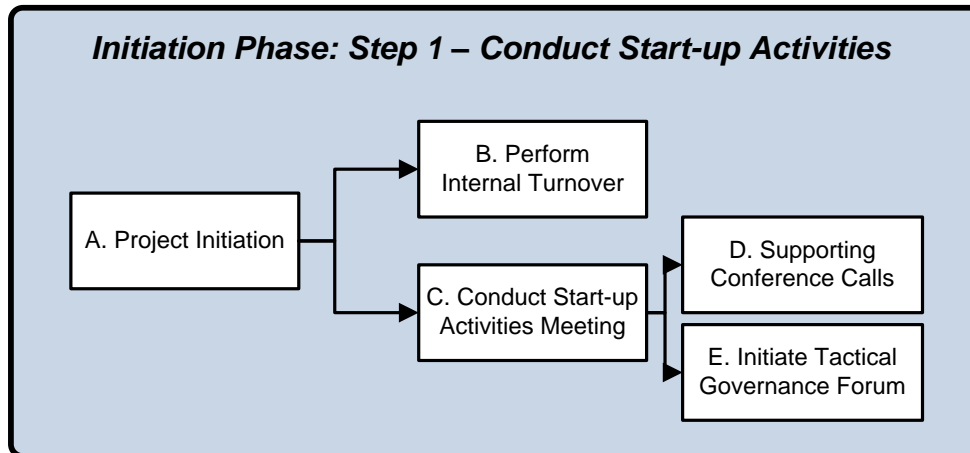 Initiation Phase: Step 1 – Conduct Start-up Activities
A. Project Initiation
B. Perform
Internal Turnover
C. Conduct Start-up
Activities Meeting
D. Supporting
Conference Calls
E. Initiate Tactical
Governance Forum